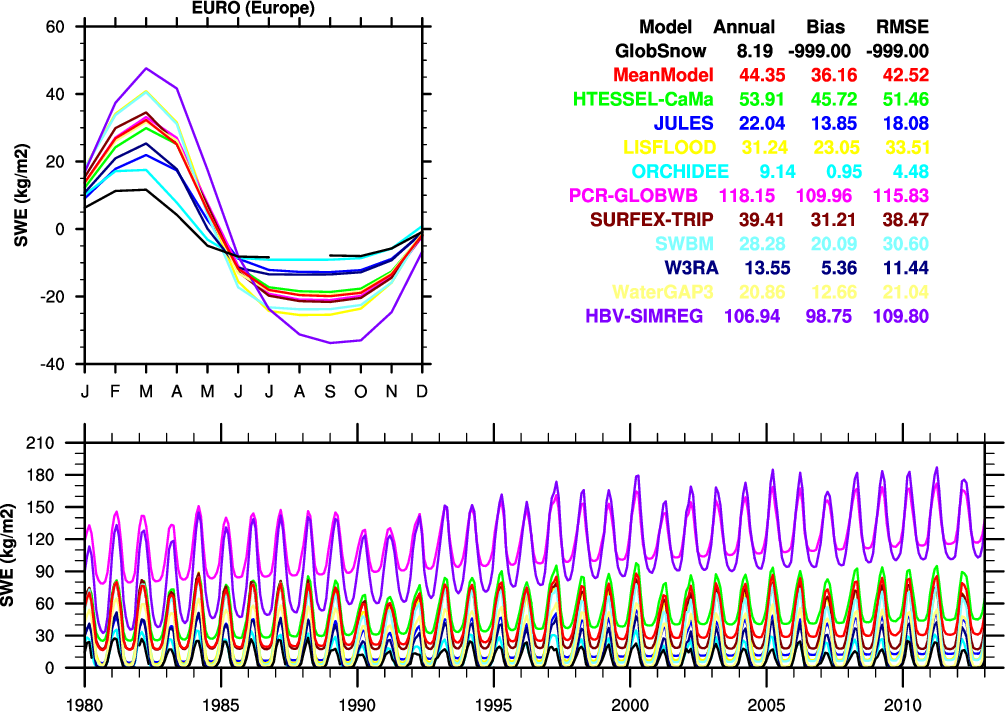 EURO (Europe)
60
40
20
0
-20
-40
SWE (kg/m2)
J F M A M J J A S O N D
Model Annual Bias RMSE
GlobSnow 8.19 -999.00 -999.00
MeanModel 44.35 36.16 42.52
HTESSEL-CaMa 53.91 45.72 51.46
JULES 22.04 13.85 18.08
LISFLOOD 31.24 23.05 33.51
ORCHIDEE 9.14 0.95 4.48
PCR-GLOBWB 118.15 109.96 115.83
SURFEX-TRIP 39.41 31.21 38.47
SWBM 28.28 20.09 30.60
W3RA 13.55 5.36 11.44
WaterGAP3 20.86 12.66 21.04
HBV-SIMREG 106.94 98.75 109.80
210
180
150
120
90
60
30
0
SWE (kg/m2)
1980 1985 1990 1995 2000 2005 2010